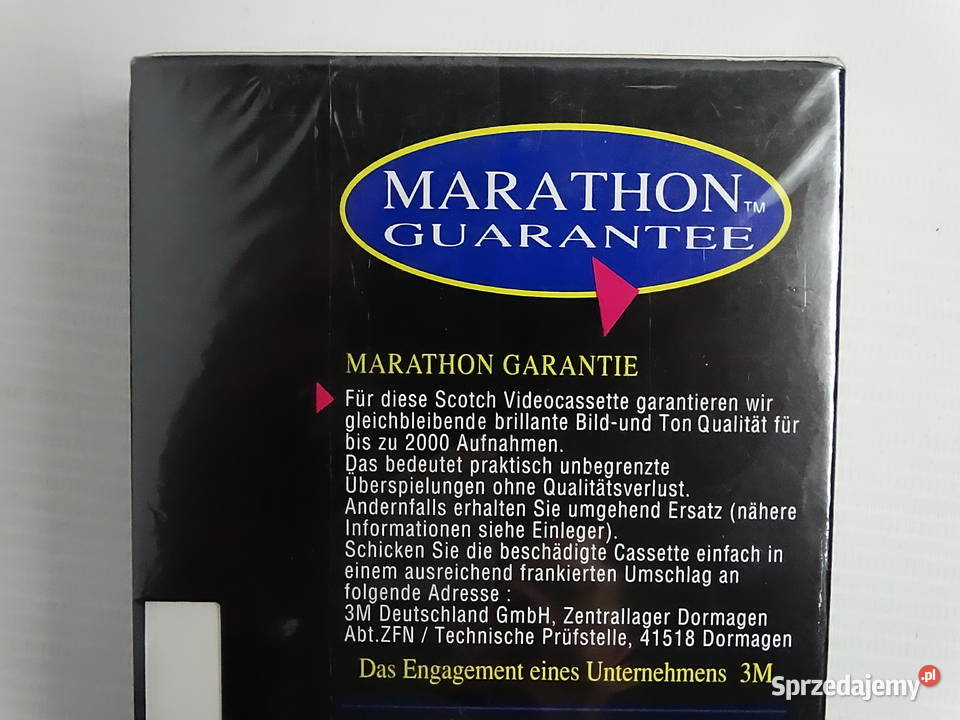 MARATHON™
GUARANTEE
MARATHON GARANTIE
Für diese Scotch Videocassette garantieren wir
gleichbleibende brillante Bild-und Ton Qualität für
bis zu 2000 Aufnahmen.
Das bedeutet praktisch unbegrenzte
Überspielungen ohne Qualitätsverlust.
Andernfalls erhalten Sie umgehend Ersatz (nähere
Informationen siehe Einleger).
Schicken Sie die beschädigte Cassette einfach in
einem ausreichend frankierten Umschlag an
folgende Adresse :
3M Deutschland GmbH, Zentrallager Dormagen
Abt.ZFN / Technische Prüfstelle, 41518 Dormagen
Das Engagement eines Unternehmens 3M
Sprzedajemy.pl